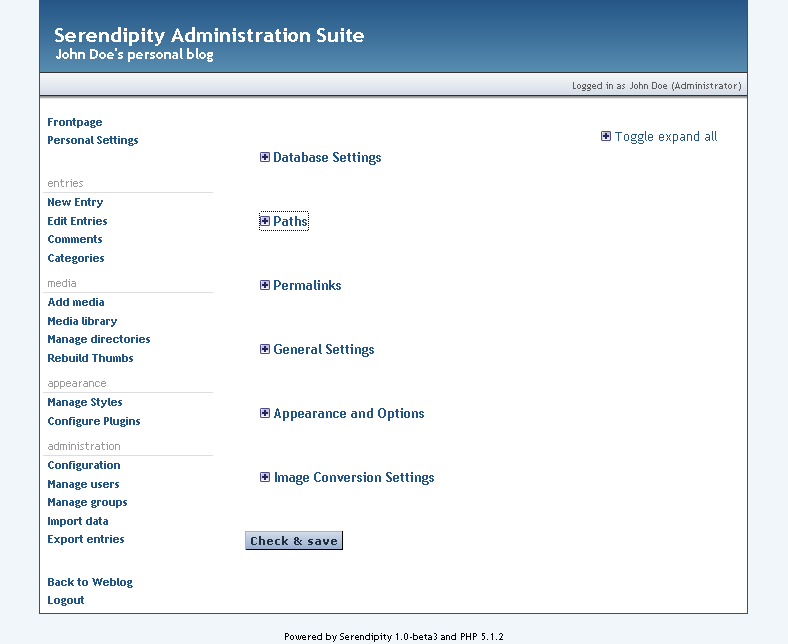 Serendipity Administration Suite
John Doe's personal blog
Logged in as John Doe (Administrator)
Frontpage
Personal Settings
entries
New Entry
Edit Entries
Comments
Categories
media
Add media
Media library
Manage directories
Rebuild Thumbs
appearance
Manage Styles
Configure Plugins
administration
Configuration
Manage users
Manage groups
Import data
Export entries
Back to Weblog
Logout
Toggle expand all
Database Settings
Paths
Permalinks
General Settings
Appearance and Options
Image Conversion Settings
Check & save
Powered by Serendipity 1.0-beta3 and PHP 5.1.2